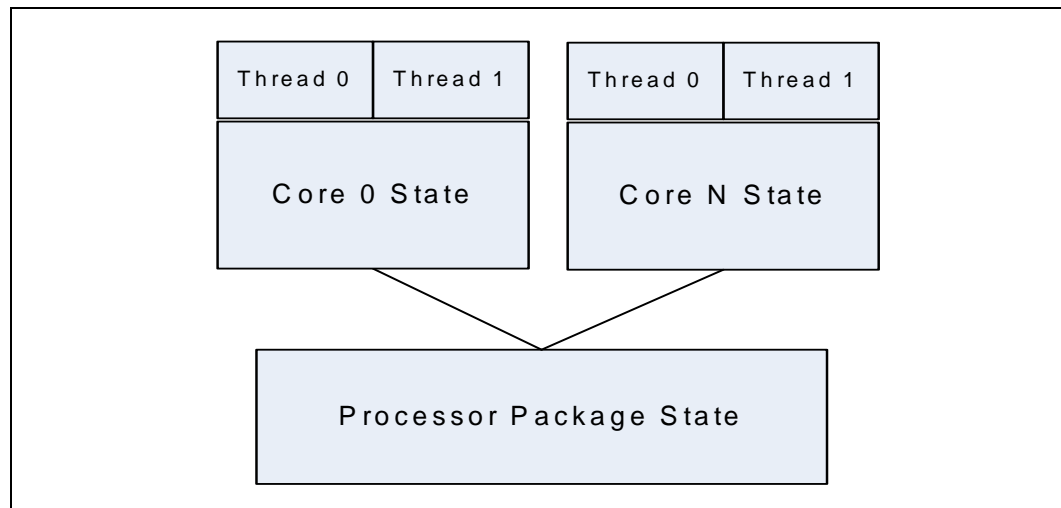 Thread 0 Thread 1 Thread 0 Thread 1
Core 0 State Core N State
Processor Package State